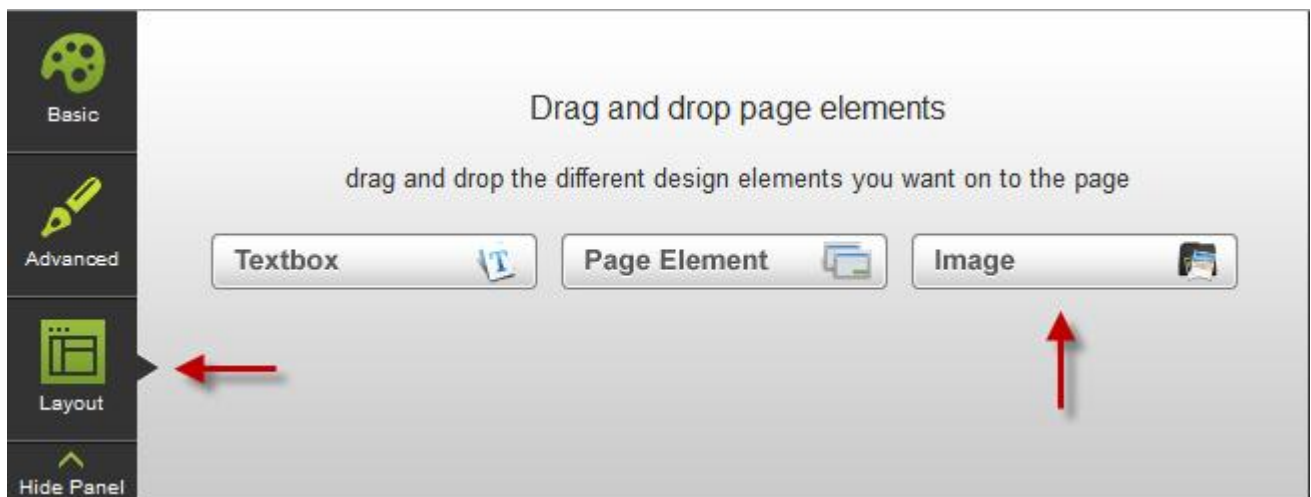 Basic
Advanced
Layout
Hide Panel
Drag and drop page elements
drag and drop the different design elements you want on to the page
Textbox
T
Page Element
Image